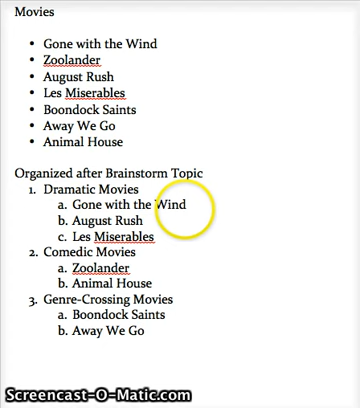 Movies
• Gone with the Wind
• Zoolander
• August Rush
• Les Miserables
• Boondock Saints
• Away We Go
• Animal House
Organized after Brainstorm Topic
1. Dramatic Movies
a. Gone with the Wind
b. August Rush
c. Les Miserables
2. Comedic Movies
a. Zoolander
b. Animal House
3. Genre-Crossing Movies
a. Boondock Saints
b. Away We Go
Screencast-O-Matic.com